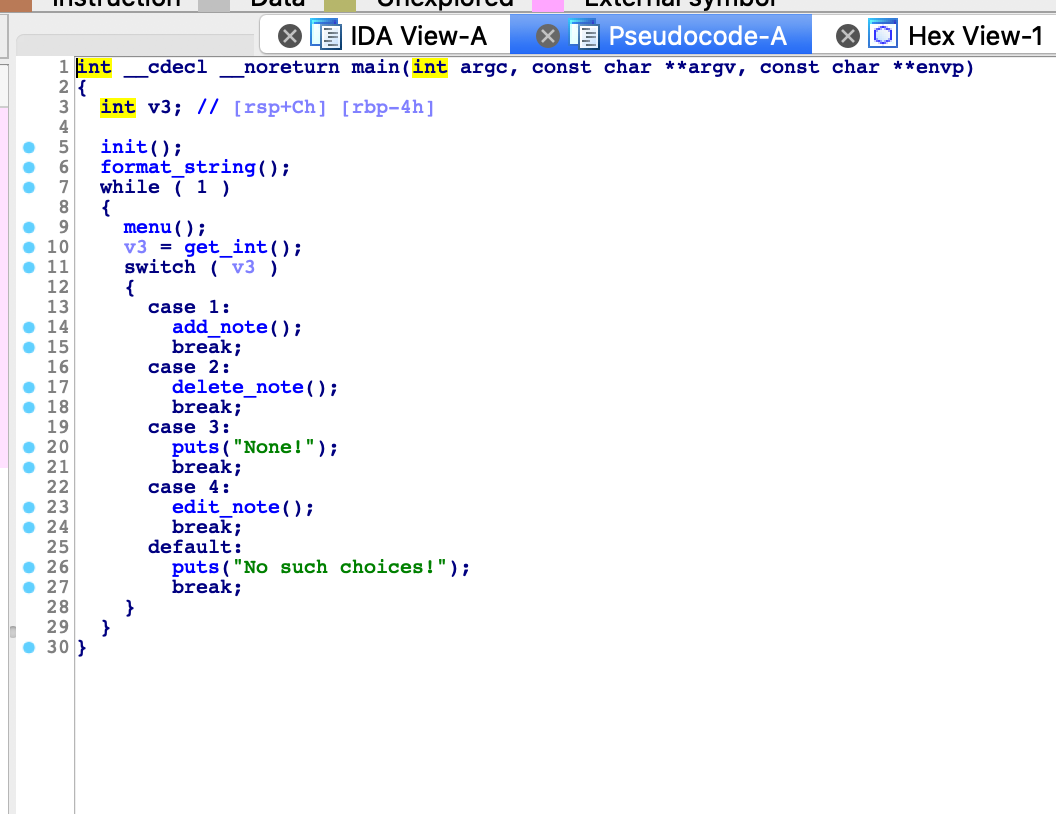 Instruction Data Unexplored External symbol
IDA View-A Pseudocode-A Hex View-1
1 int __cdecl __noreturn main(int argc, const char **argv, const char **envp)
2 {
3 int v3; // [rsp+Ch] [rbp-4h]
4
5 init();
6 format_string();
7 while ( 1 )
8 {
9 menu();
10 v3 = get_int();
11 switch ( v3 )
12 {
13 case 1:
14 add_note();
15 break;
16 case 2:
17 delete_note();
18 break;
19 case 3:
20 puts("None!");
21 break;
22 case 4:
23 edit_note();
24 break;
25 default:
26 puts("No such choices!");
27 break;
28 }
29 }
30 }